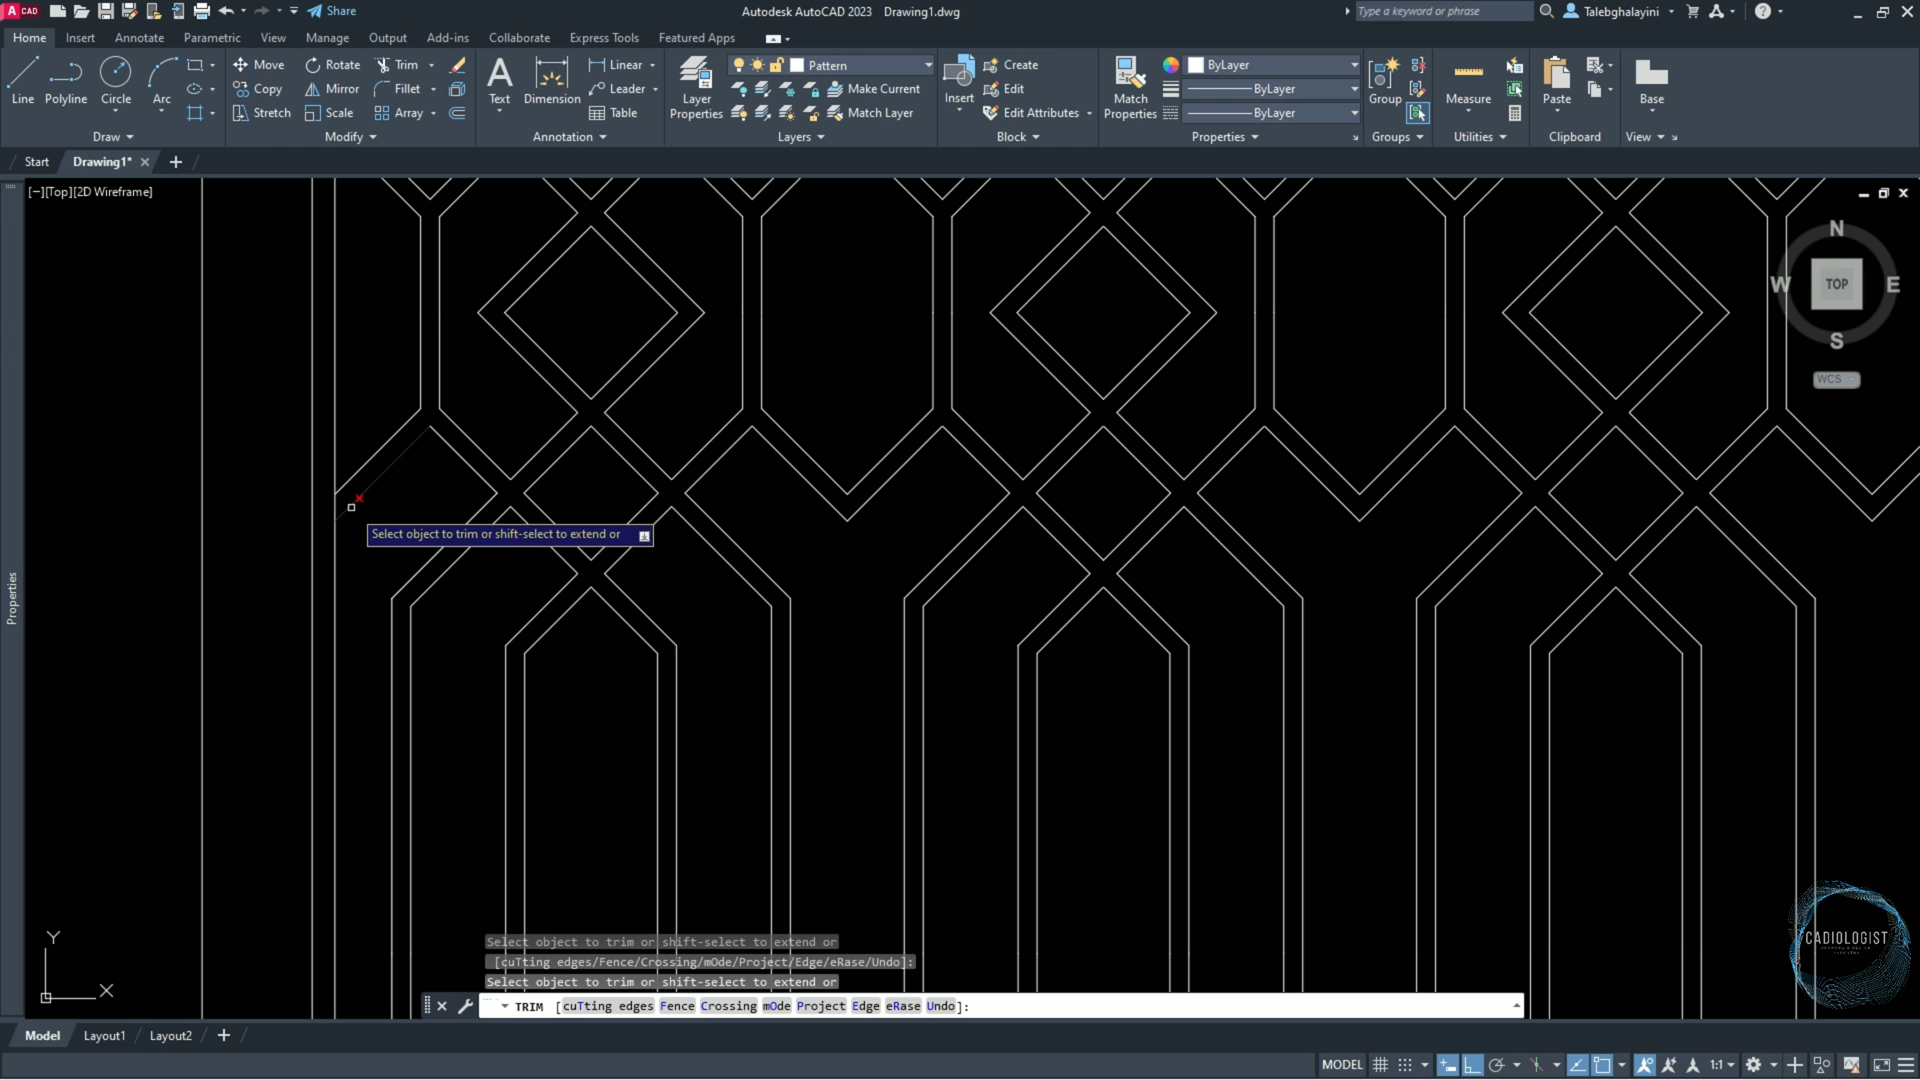 A CAD Share Autodesk AutoCAD 2023 Drawing1.dwg Type a keyword or phrase Talebghalayini
Home Insert Annotate Parametric View Manage Output Add-ins Collaborate Express Tools Featured Apps
Line Polyline Circle Arc
Move Rotate Trim
Copy Mirror Fillet
Stretch Scale Array
Text Dimension
Linear
Leader
Table
Layer Properties
Pattern
Make Current
Match Layer
Insert
Create
Edit
Edit Attributes
Match Properties
ByLayer
ByLayer
ByLayer
Group
Measure
Paste
Base
Draw Modify Annotation Layers Block Properties Groups Utilities Clipboard View
Start Drawing1*
[−][Top][2D Wireframe]
N
W TOP E
S
WCS
Properties
Select object to trim or shift-select to extend or
Y
X
Select object to trim or shift-select to extend or
[cuTting edges/Fence/Crossing/mOde/Project/Edge/eRase/Undo]:
Select object to trim or shift-select to extend or
TRIM [cuTting edges Fence Crossing mOde Project Edge eRase Undo]:
CADIOLOGIST
Model Layout1 Layout2
MODEL 1:1